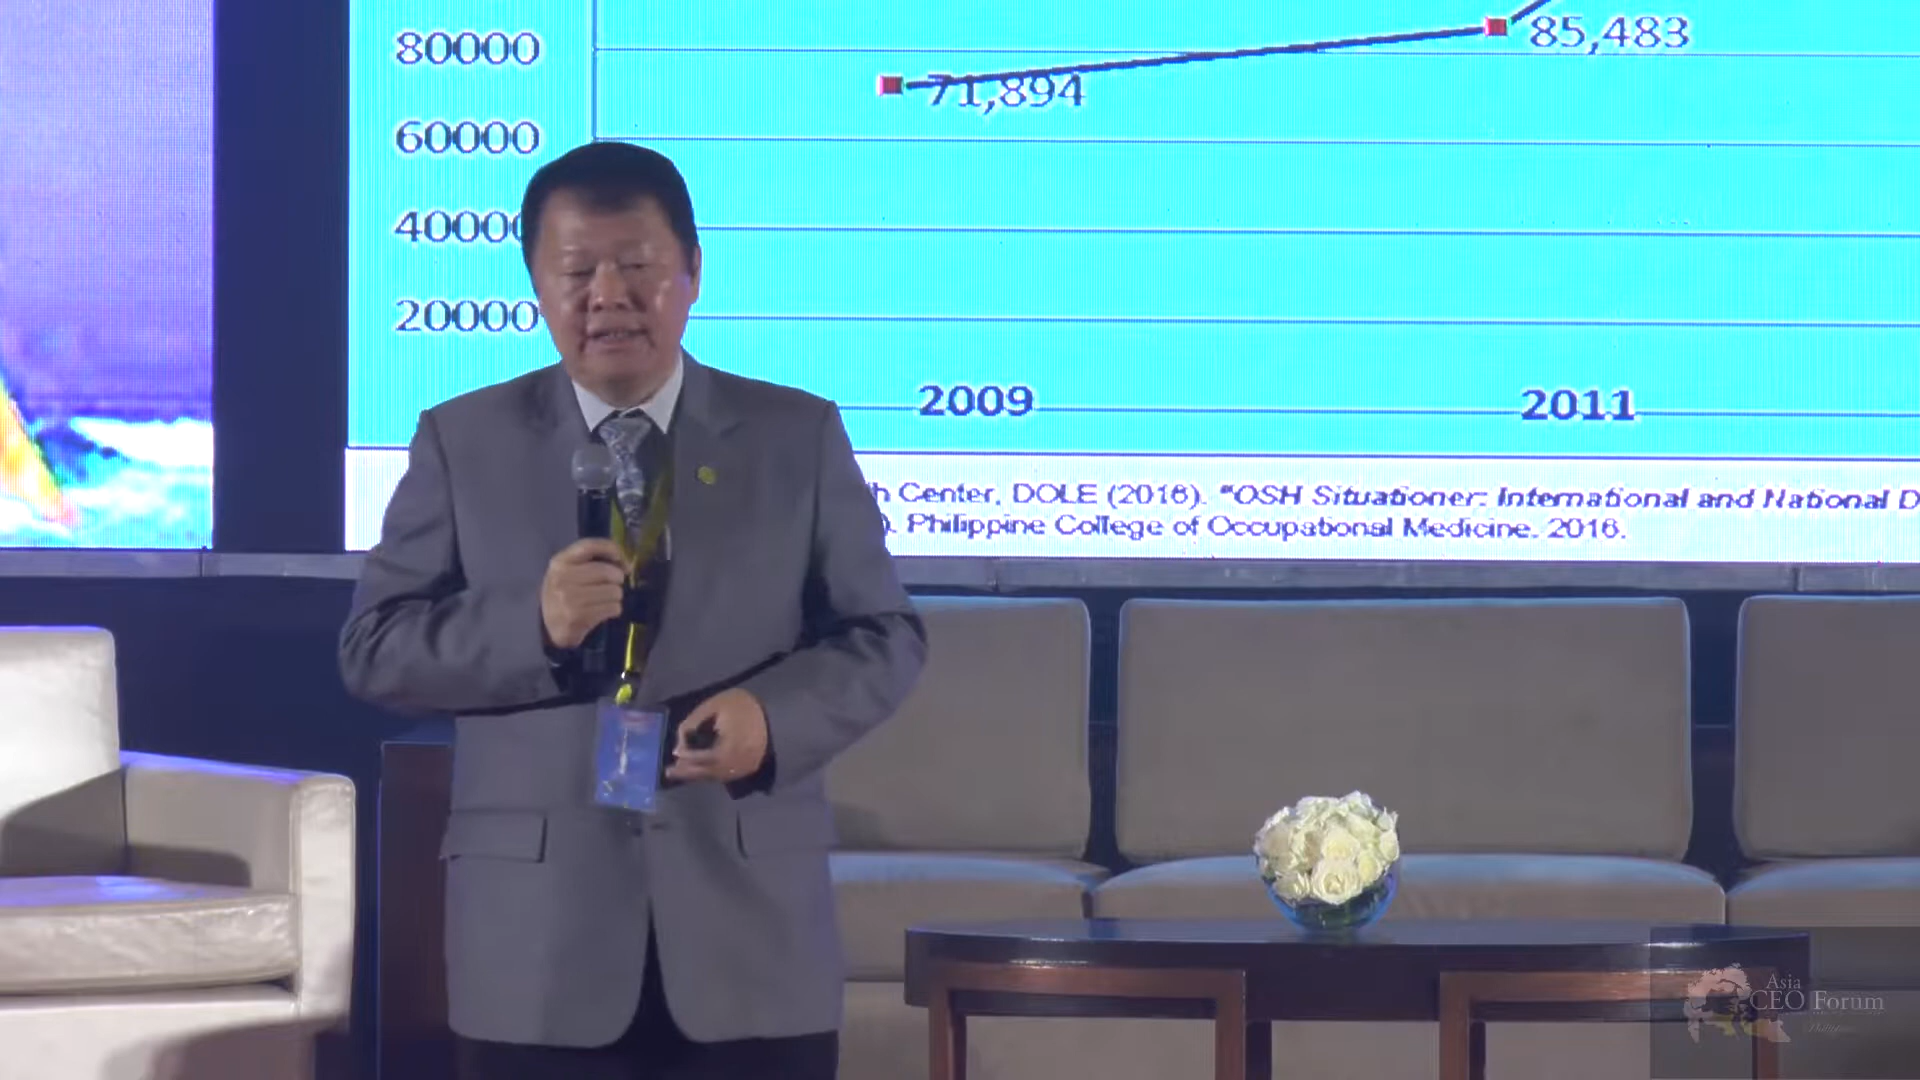 80000
85,483
71,894
60000
40000
20000
2009
2011
Center, DOLE (2016). "OSH Situationer: International and National D
). Philippine College of Occupational Medicine. 2016.
Asia
CEO Forum
Philippines